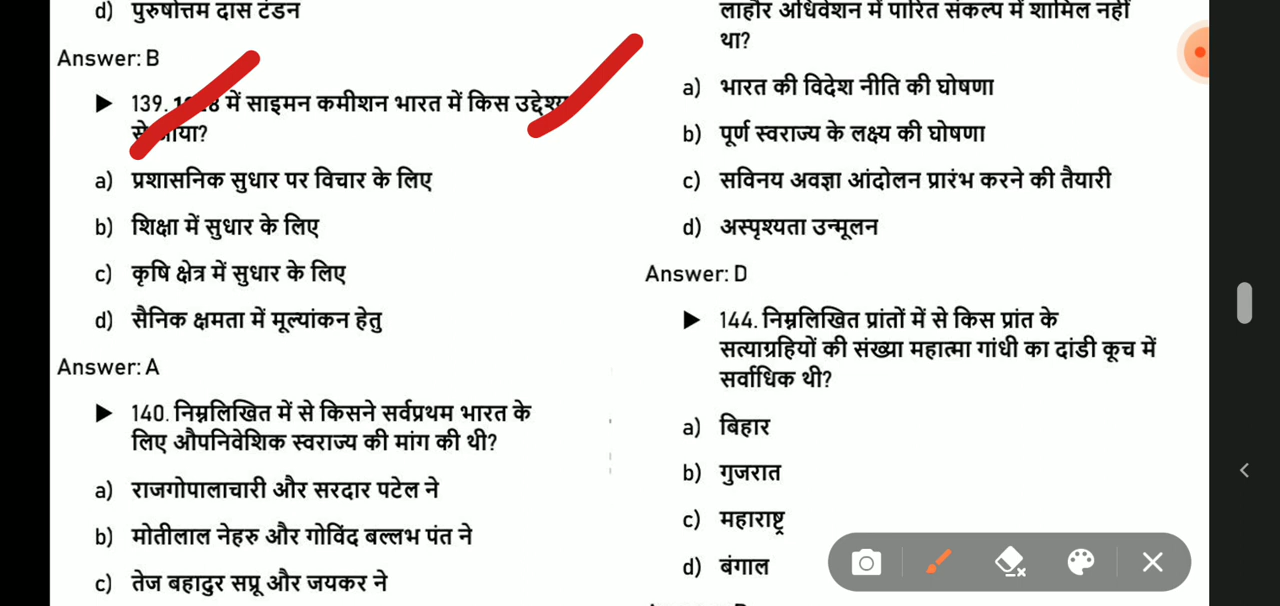 d) पुरुषोत्तम दास टंडन
Answer: B
▶ 139. में साइमन कमीशन भारत में किस उद्देश्य
से आया?
a) प्रशासनिक सुधार पर विचार के लिए
b) शिक्षा में सुधार के लिए
c) कृषि क्षेत्र में सुधार के लिए
d) सैनिक क्षमता में मूल्यांकन हेतु
Answer: A
▶ 140. निम्नलिखित में से किसने सर्वप्रथम भारत के
लिए औपनिवेशिक स्वराज्य की मांग की थी?
a) राजगोपालाचारी और सरदार पटेल ने
b) मोतीलाल नेहरु और गोविंद बल्लभ पंत ने
c) तेज बहादुर सप्रू और जयकर ने
लाहौर अधिवेशन में पारित संकल्प में शामिल नहीं
था?
a) भारत की विदेश नीति की घोषणा
b) पूर्ण स्वराज्य के लक्ष्य की घोषणा
c) सविनय अवज्ञा आंदोलन प्रारंभ करने की तैयारी
d) अस्पृश्यता उन्मूलन
Answer: D
▶ 144. निम्नलिखित प्रांतों में से किस प्रांत के
सत्याग्रहियों की संख्या महात्मा गांधी का दांडी कूच में
सर्वाधिक थी?
a) बिहार
b) गुजरात
c) महाराष्ट्र
d) बंगाल